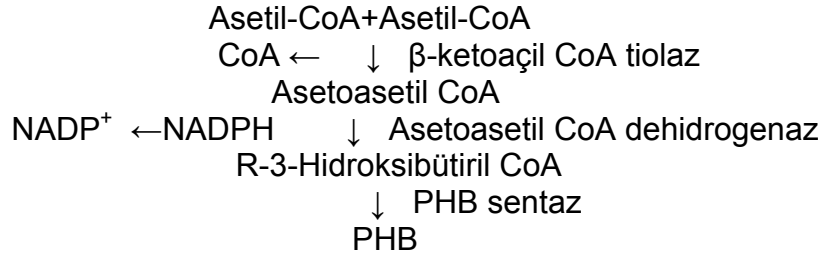 Asetil-CoA+Asetil-CoA
CoA ← ↓ β-ketoaçil CoA tiolaz
Asetoasetil CoA
NADP⁺ ←NADPH ↓ Asetoasetil CoA dehidrogenaz
R-3-Hidroksibütiril CoA
↓ PHB sentaz
PHB